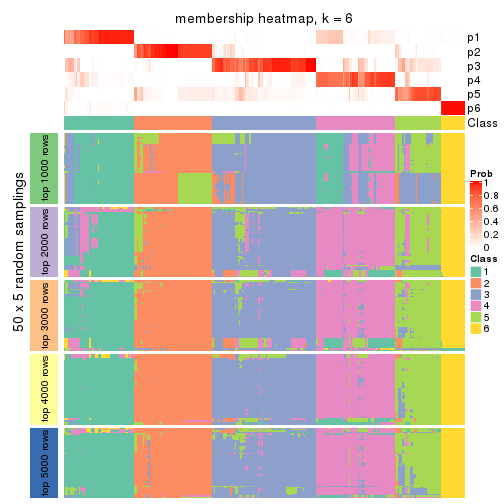 membership heatmap, k = 6
p1
p2
p3
p4
p5
p6
Class
50 x 5 random samplings
top 1000 rows
top 2000 rows
top 3000 rows
top 4000 rows
top 5000 rows
Prob
1
0.8
0.6
0.4
0.2
0
Class
1
2
3
4
5
6